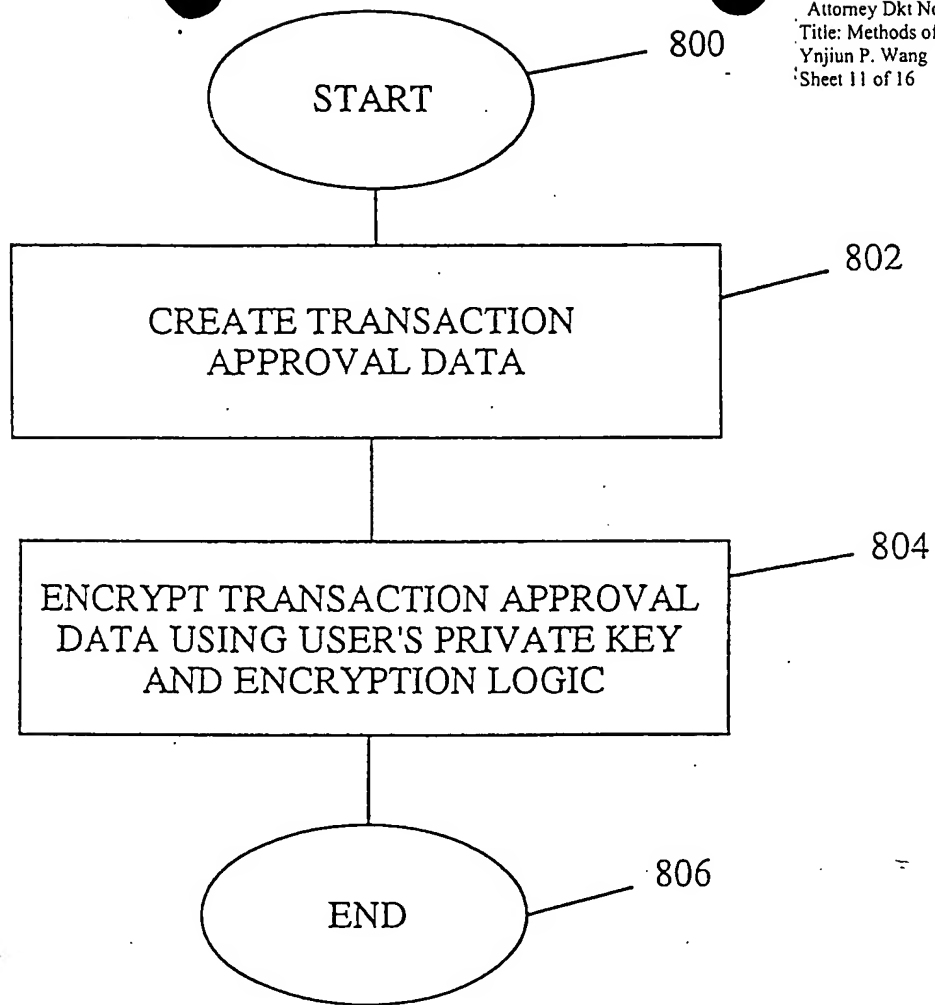 Attorney Dkt No
Title: Methods of
Ynjiun P. Wang
Sheet 11 of 16
800
START
802
CREATE TRANSACTION
APPROVAL DATA
804
ENCRYPT TRANSACTION APPROVAL
DATA USING USER'S PRIVATE KEY
AND ENCRYPTION LOGIC
806
END